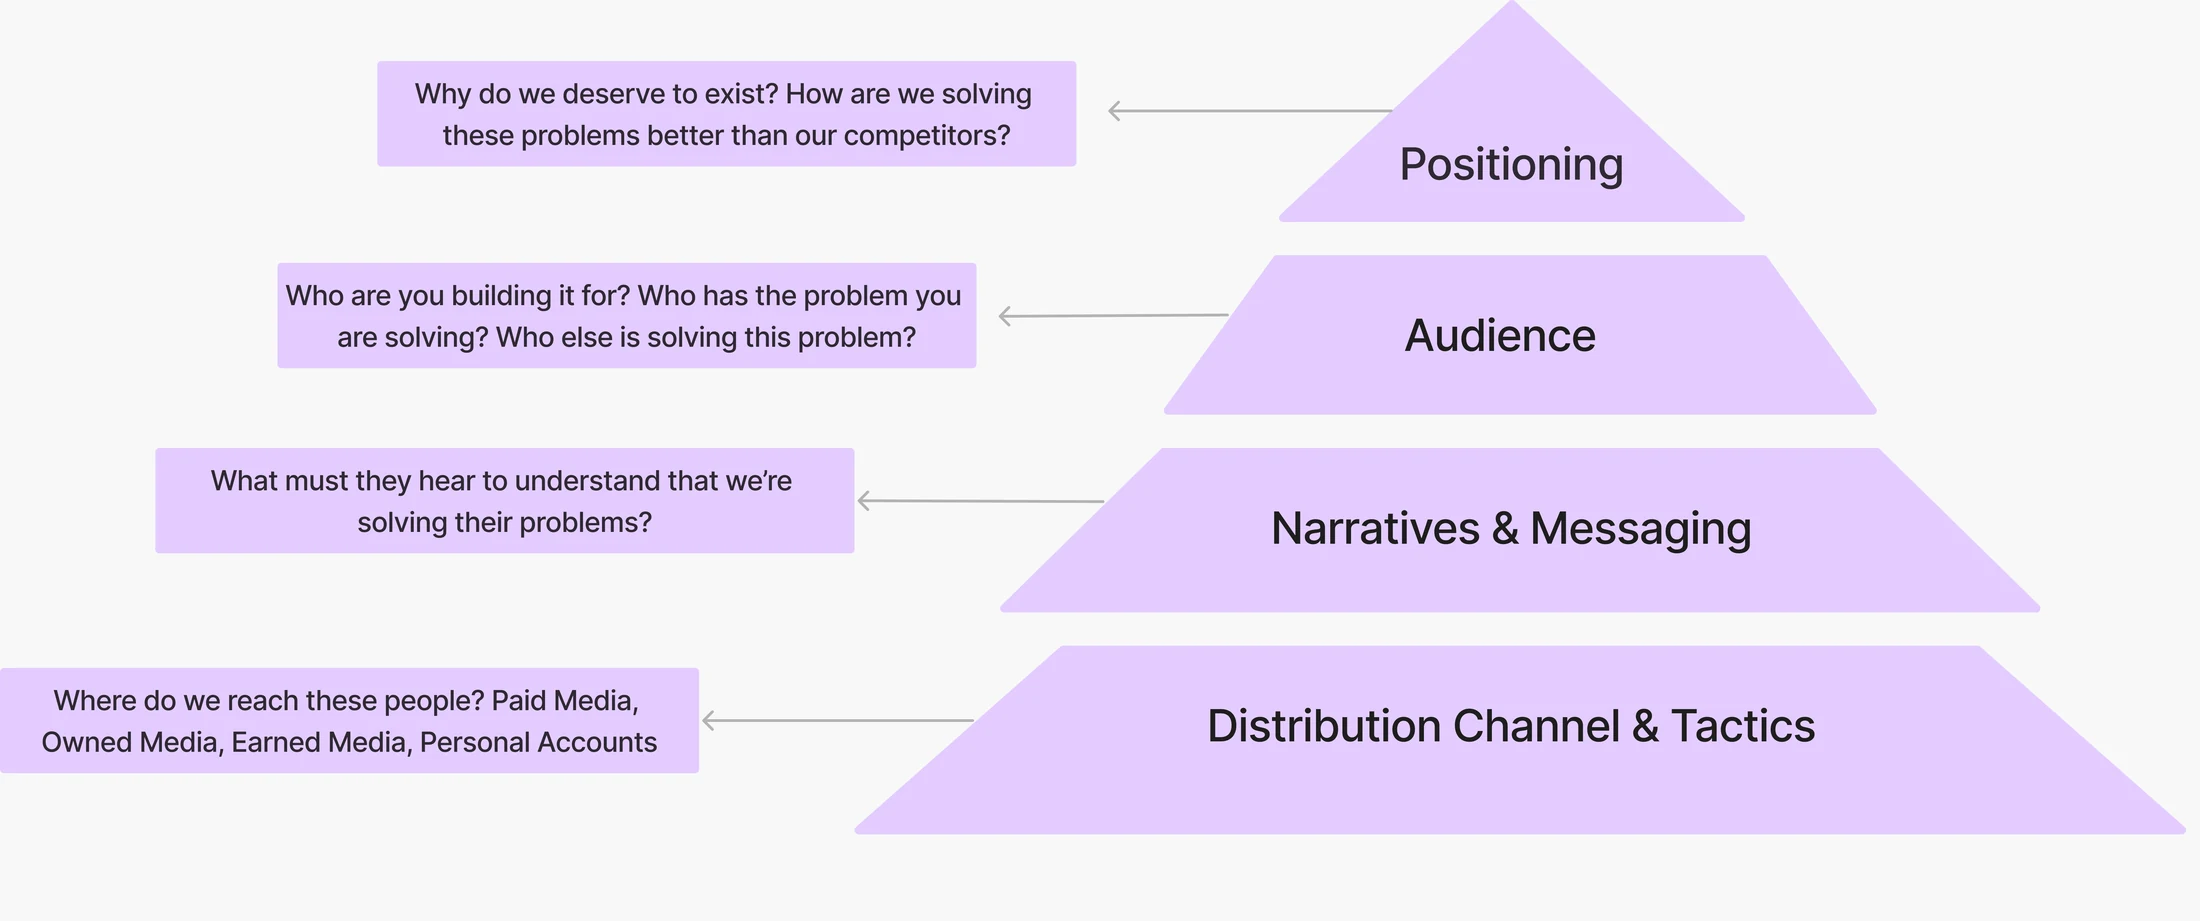 Why do we deserve to exist? How are we solving
these problems better than our competitors?
Positioning
Who are you building it for? Who has the problem you
are solving? Who else is solving this problem?
Audience
What must they hear to understand that we’re
solving their problems?
Narratives & Messaging
Where do we reach these people? Paid Media,
Owned Media, Earned Media, Personal Accounts
Distribution Channel & Tactics